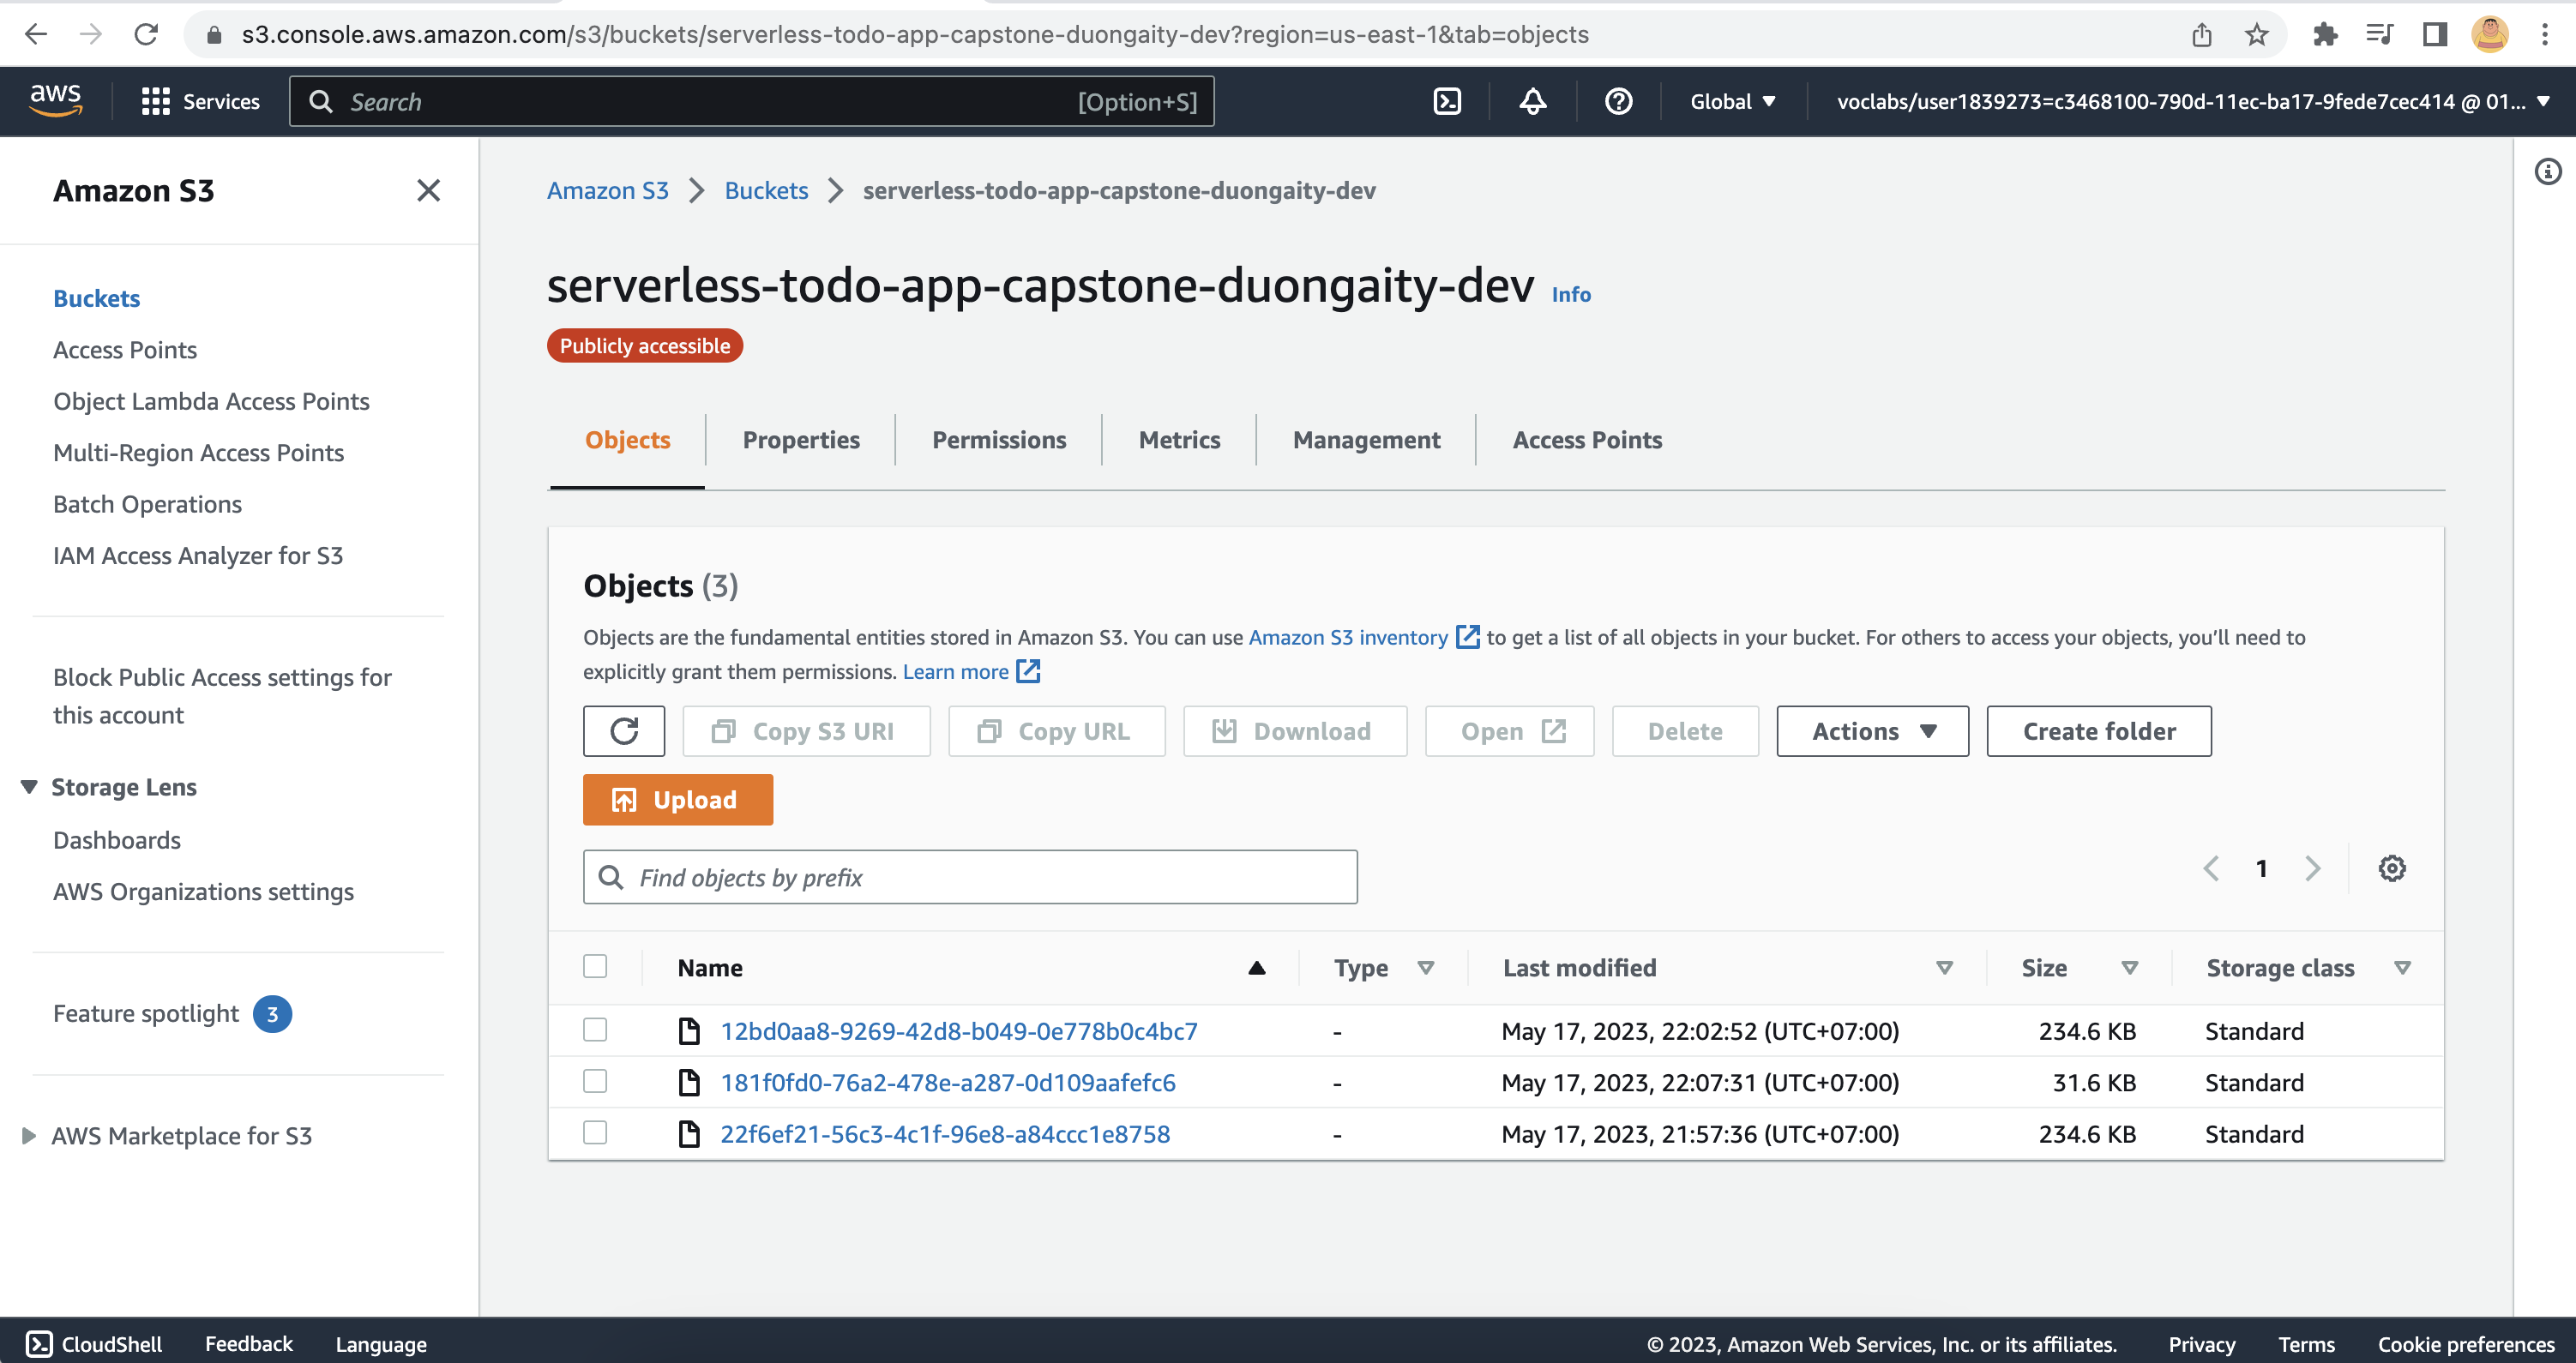 s3.console.aws.amazon.com/s3/buckets/serverless-todo-app-capstone-duongaity-dev?region=us-east-1&tab=objects
aws Services Search [Option+S] Global voclabs/user1839273=c3468100-790d-11ec-ba17-9fede7cec414 @ 01...
Amazon S3
Buckets
Access Points
Object Lambda Access Points
Multi-Region Access Points
Batch Operations
IAM Access Analyzer for S3
Block Public Access settings for
this account
Storage Lens
Dashboards
AWS Organizations settings
Feature spotlight 3
AWS Marketplace for S3
Amazon S3 Buckets serverless-todo-app-capstone-duongaity-dev
serverless-todo-app-capstone-duongaity-dev Info
Publicly accessible
Objects Properties Permissions Metrics Management Access Points
Objects (3)
Objects are the fundamental entities stored in Amazon S3. You can use Amazon S3 inventory to get a list of all objects in your bucket. For others to access your objects, you’ll need to
explicitly grant them permissions. Learn more
Copy S3 URI Copy URL Download Open Delete Actions Create folder
Upload
Find objects by prefix 1
Name Type Last modified Size Storage class
12bd0aa8-9269-42d8-b049-0e778b0c4bc7 - May 17, 2023, 22:02:52 (UTC+07:00) 234.6 KB Standard
181f0fd0-76a2-478e-a287-0d109aafefc6 - May 17, 2023, 22:07:31 (UTC+07:00) 31.6 KB Standard
22f6ef21-56c3-4c1f-96e8-a84ccc1e8758 - May 17, 2023, 21:57:36 (UTC+07:00) 234.6 KB Standard
CloudShell Feedback Language © 2023, Amazon Web Services, Inc. or its affiliates. Privacy Terms Cookie preferences